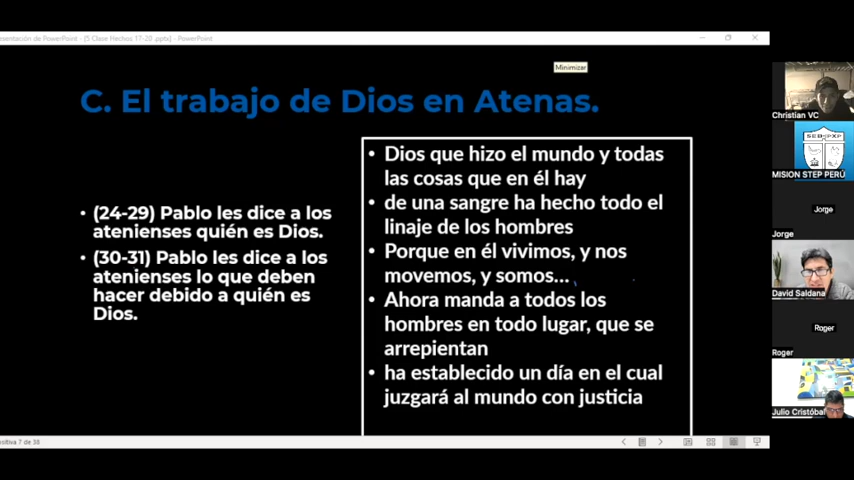 sentación de PowerPoint - [5 Clase Hechos 17-20 .pptx] - PowerPoint
Minimizar
C. El trabajo de Dios en Atenas.
• (24-29) Pablo les dice a los
atenienses quién es Dios.
• (30-31) Pablo les dice a los
atenienses lo que deben
hacer debido a quién es
Dios.
• Dios que hizo el mundo y todas
las cosas que en él hay
• de una sangre ha hecho todo el
linaje de los hombres
• Porque en él vivimos, y nos
movemos, y somos...
• Ahora manda a todos los
hombres en todo lugar, que se
arrepientan
• ha establecido un día en el cual
juzgará al mundo con justicia
ositiva 7 de 38
Christian VC
MISION STEP PERÚ
Jorge
Jorge
David Saldana
Roger
Roger
Julio Cristóbal